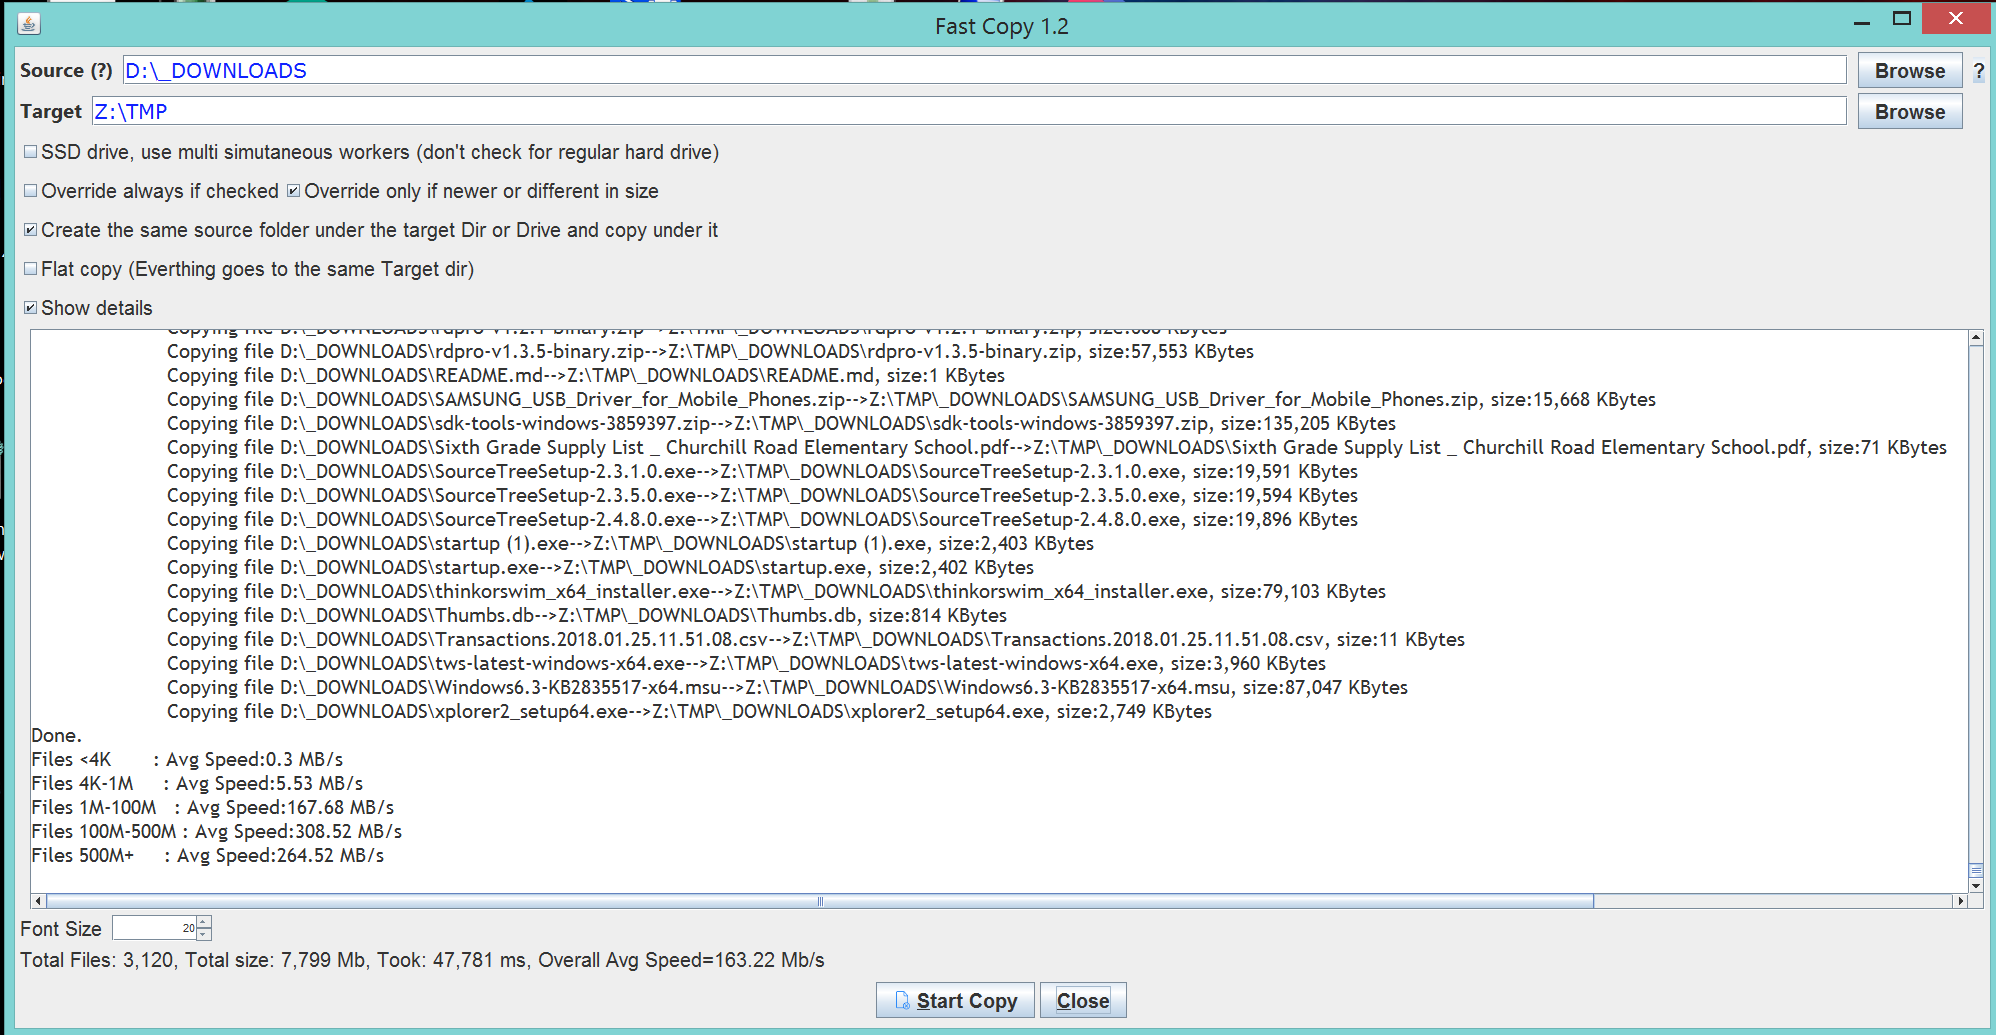 Fast Copy 1.2
Source (?) D:\_DOWNLOADS Browse ?
Target Z:\TMP Browse
SSD drive, use multi simutaneous workers (don't check for regular hard drive)
Override always if checked Override only if newer or different in size
Create the same source folder under the target Dir or Drive and copy under it
Flat copy (Everthing goes to the same Target dir)
Show details
Copying file D:\_DOWNLOADS\rdpro-v1.2.1-binary.zip-->Z:\TMP\_DOWNLOADS\rdpro-v1.2.1-binary.zip, KBytes
Copying file D:\_DOWNLOADS\rdpro-v1.3.5-binary.zip-->Z:\TMP\_DOWNLOADS\rdpro-v1.3.5-binary.zip, size:57,553 KBytes
Copying file D:\_DOWNLOADS\README.md-->Z:\TMP\_DOWNLOADS\README.md, size:1 KBytes
Copying file D:\_DOWNLOADS\SAMSUNG_USB_Driver_for_Mobile_Phones.zip-->Z:\TMP\_DOWNLOADS\SAMSUNG_USB_Driver_for_Mobile_Phones.zip, size:15,668 KBytes
Copying file D:\_DOWNLOADS\sdk-tools-windows-3859397.zip-->Z:\TMP\_DOWNLOADS\sdk-tools-windows-3859397.zip, size:135,205 KBytes
Copying file D:\_DOWNLOADS\Sixth Grade Supply List _ Churchill Road Elementary School.pdf-->Z:\TMP\_DOWNLOADS\Sixth Grade Supply List _ Churchill Road Elementary School.pdf, size:71 KBytes
Copying file D:\_DOWNLOADS\SourceTreeSetup-2.3.1.0.exe-->Z:\TMP\_DOWNLOADS\SourceTreeSetup-2.3.1.0.exe, size:19,591 KBytes
Copying file D:\_DOWNLOADS\SourceTreeSetup-2.3.5.0.exe-->Z:\TMP\_DOWNLOADS\SourceTreeSetup-2.3.5.0.exe, size:19,594 KBytes
Copying file D:\_DOWNLOADS\SourceTreeSetup-2.4.8.0.exe-->Z:\TMP\_DOWNLOADS\SourceTreeSetup-2.4.8.0.exe, size:19,896 KBytes
Copying file D:\_DOWNLOADS\startup (1).exe-->Z:\TMP\_DOWNLOADS\startup (1).exe, size:2,403 KBytes
Copying file D:\_DOWNLOADS\startup.exe-->Z:\TMP\_DOWNLOADS\startup.exe, size:2,402 KBytes
Copying file D:\_DOWNLOADS\thinkorswim_x64_installer.exe-->Z:\TMP\_DOWNLOADS\thinkorswim_x64_installer.exe, size:79,103 KBytes
Copying file D:\_DOWNLOADS\Thumbs.db-->Z:\TMP\_DOWNLOADS\Thumbs.db, size:814 KBytes
Copying file D:\_DOWNLOADS\Transactions.2018.01.25.11.51.08.csv-->Z:\TMP\_DOWNLOADS\Transactions.2018.01.25.11.51.08.csv, size:11 KBytes
Copying file D:\_DOWNLOADS\tws-latest-windows-x64.exe-->Z:\TMP\_DOWNLOADS\tws-latest-windows-x64.exe, size:3,960 KBytes
Copying file D:\_DOWNLOADS\Windows6.3-KB2835517-x64.msu-->Z:\TMP\_DOWNLOADS\Windows6.3-KB2835517-x64.msu, size:87,047 KBytes
Copying file D:\_DOWNLOADS\xplorer2_setup64.exe-->Z:\TMP\_DOWNLOADS\xplorer2_setup64.exe, size:2,749 KBytes
Done.
Files <4K : Avg Speed:0.3 MB/s
Files 4K-1M : Avg Speed:5.53 MB/s
Files 1M-100M : Avg Speed:167.68 MB/s
Files 100M-500M : Avg Speed:308.52 MB/s
Files 500M+ : Avg Speed:264.52 MB/s
Font Size 20
Total Files: 3,120, Total size: 7,799 Mb, Took: 47,781 ms, Overall Avg Speed=163.22 Mb/s
Start Copy Close